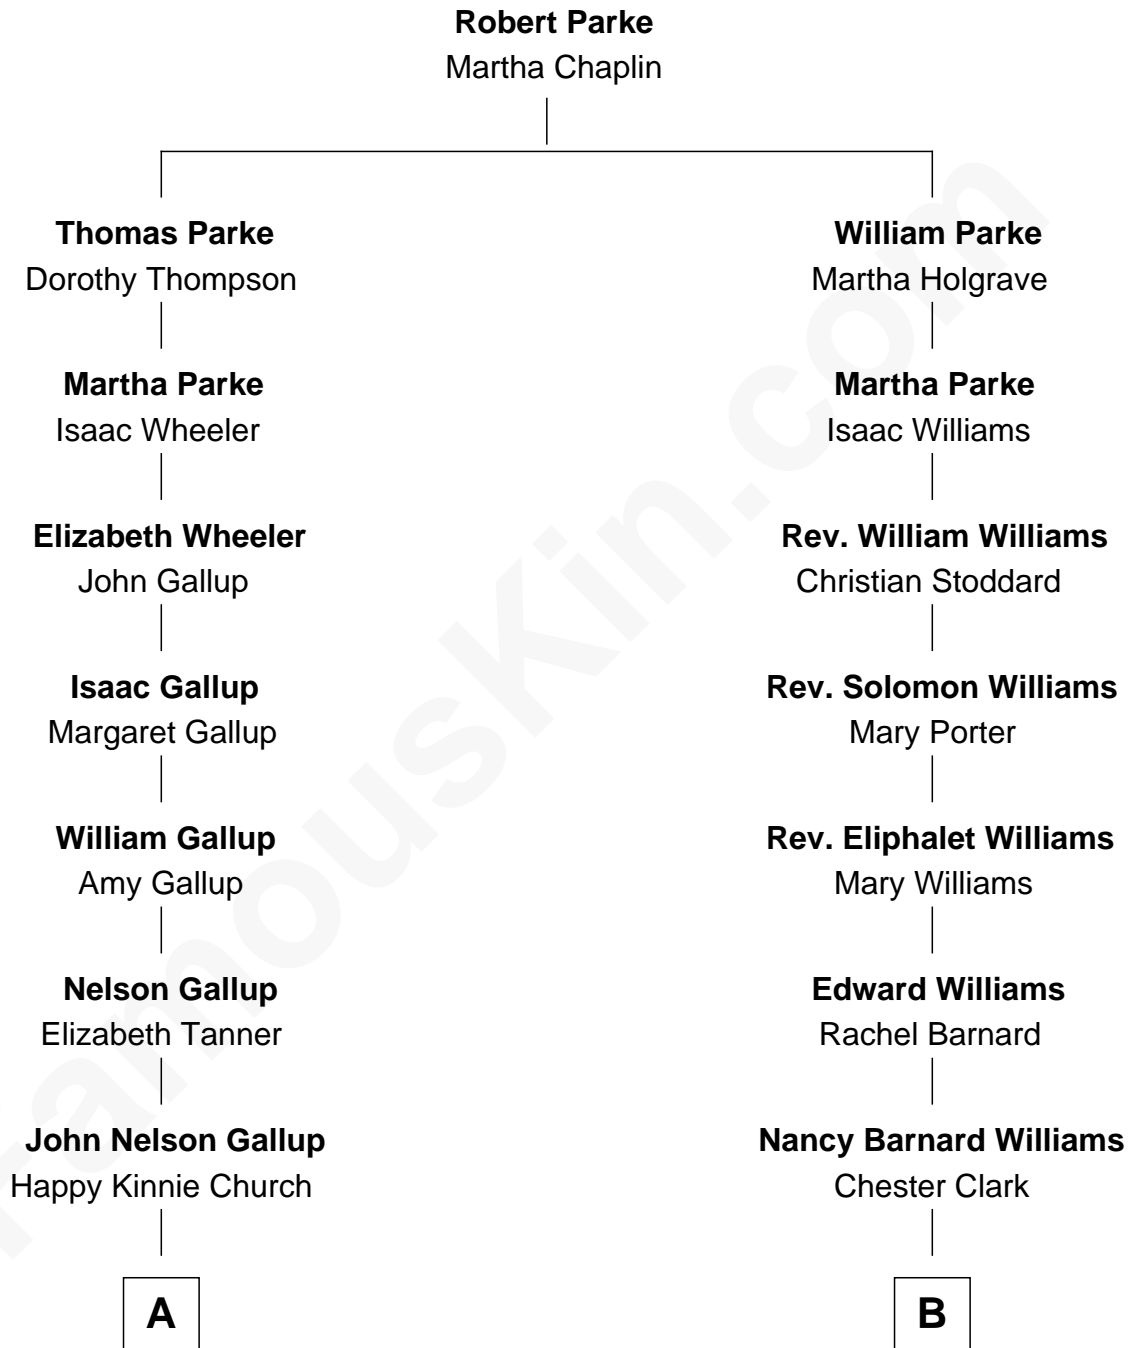 Robert Parke
Martha Chaplin
Thomas Parke
Dorothy Thompson
William Parke
Martha Holgrave
Martha Parke
Isaac Wheeler
Martha Parke
Isaac Williams
Elizabeth Wheeler
John Gallup
Rev. William Williams
Christian Stoddard
Isaac Gallup
Margaret Gallup
Rev. Solomon Williams
Mary Porter
William Gallup
Amy Gallup
Rev. Eliphalet Williams
Mary Williams
Nelson Gallup
Elizabeth Tanner
Edward Williams
Rachel Barnard
John Nelson Gallup
Happy Kinnie Church
Nancy Barnard Williams
Chester Clark
A
B
FamousKin.com